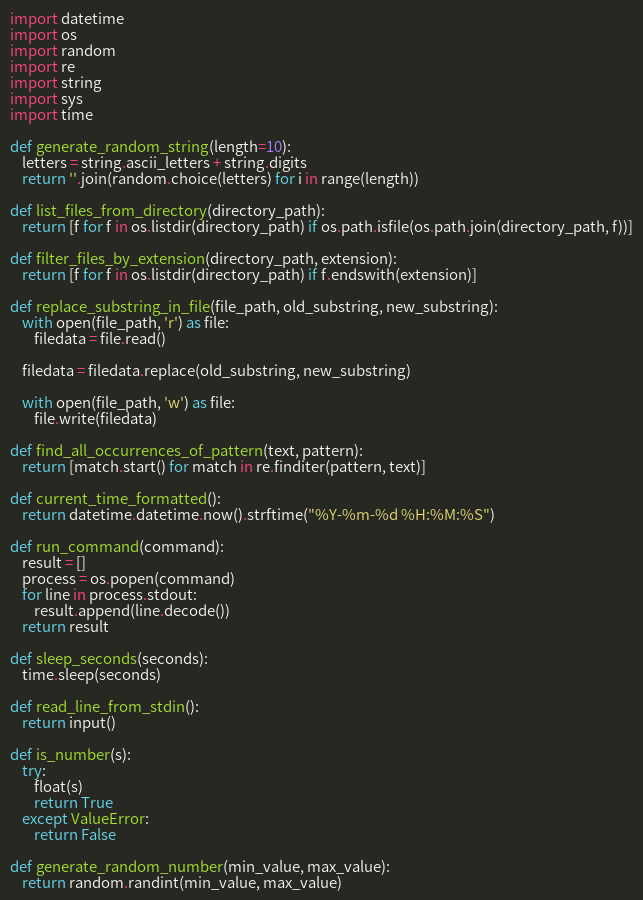 import datetime
import os
import random
import re
import string
import sys
import time

def generate_random_string(length=10):
    letters = string.ascii_letters + string.digits
    return ''.join(random.choice(letters) for i in range(length))

def list_files_from_directory(directory_path):
    return [f for f in os.listdir(directory_path) if os.path.isfile(os.path.join(directory_path, f))]

def filter_files_by_extension(directory_path, extension):
    return [f for f in os.listdir(directory_path) if f.endswith(extension)]

def replace_substring_in_file(file_path, old_substring, new_substring):
    with open(file_path, 'r') as file:
        filedata = file.read()

    filedata = filedata.replace(old_substring, new_substring)

    with open(file_path, 'w') as file:
        file.write(filedata)

def find_all_occurrences_of_pattern(text, pattern):
    return [match.start() for match in re.finditer(pattern, text)]

def current_time_formatted():
    return datetime.datetime.now().strftime("%Y-%m-%d %H:%M:%S")

def run_command(command):
    result = []
    process = os.popen(command)
    for line in process.stdout:
        result.append(line.decode())
    return result

def sleep_seconds(seconds):
    time.sleep(seconds)

def read_line_from_stdin():
    return input()

def is_number(s):
    try:
        float(s)
        return True
    except ValueError:
        return False

def generate_random_number(min_value, max_value):
    return random.randint(min_value, max_value)